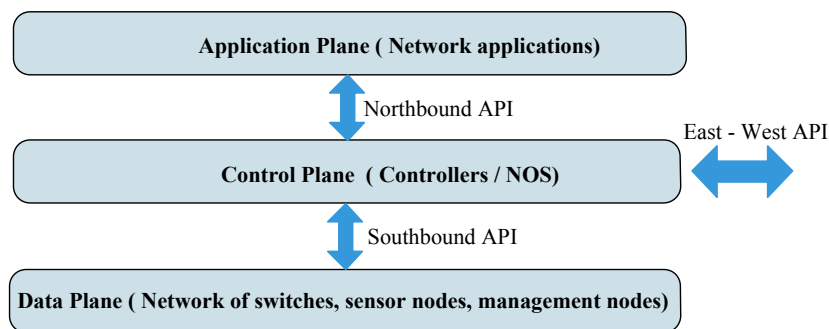 Application Plane ( Network applications)
Northbound API
East - West API
Control Plane ( Controllers / NOS)
Southbound API
Data Plane ( Network of switches, sensor nodes, management nodes)